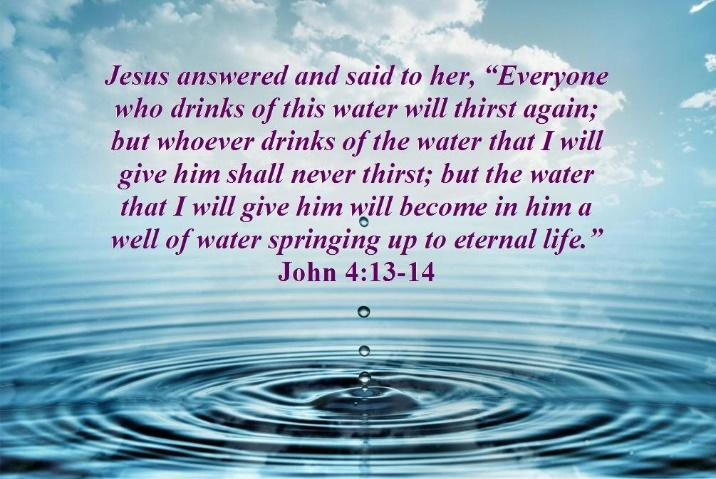 Jesus answered and said to her, “Everyone
who drinks of this water will thirst again;
but whoever drinks of the water that I will
give him shall never thirst; but the water
that I will give him will become in him a
well of water springing up to eternal life.”
John 4:13-14